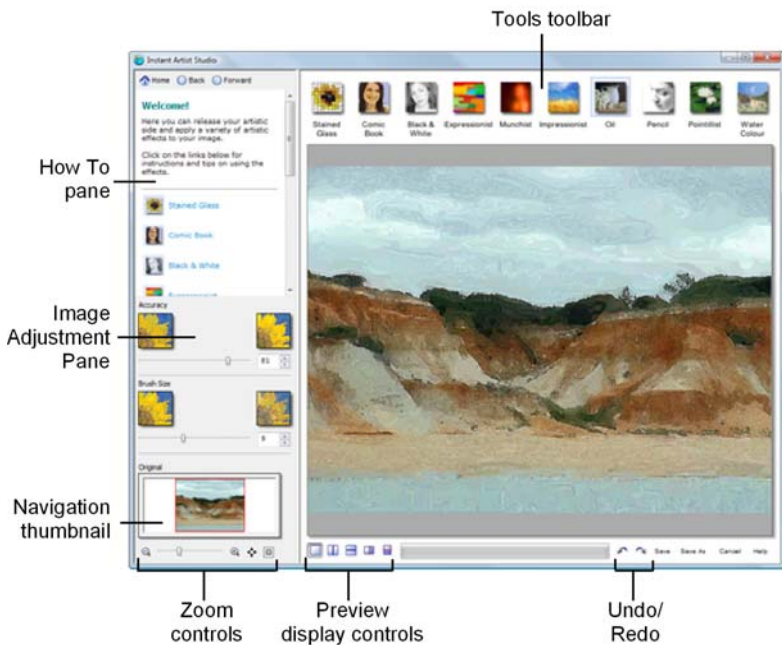 Tools toolbar
Instant Artist Studio
Home Back Forward
Welcome!
Here you can release your artistic
side and apply a variety of artistic
effects to your image.
Click on the links below for
instructions and tips on using the
effects.
Stained Glass
Comic Book
Black & White
Expressionist
How To
pane
Stained
Glass
Comic
Book
Black &
White
Expressionist
Munchist
Impressionist
Oil
Pencil
Pointillist
Water
Colour
Image
Adjustment
Pane
Accuracy
81
Brush Size
Original
Navigation
thumbnail
Save Save As Cancel Help
Zoom
controls
Preview
display controls
Undo/
Redo